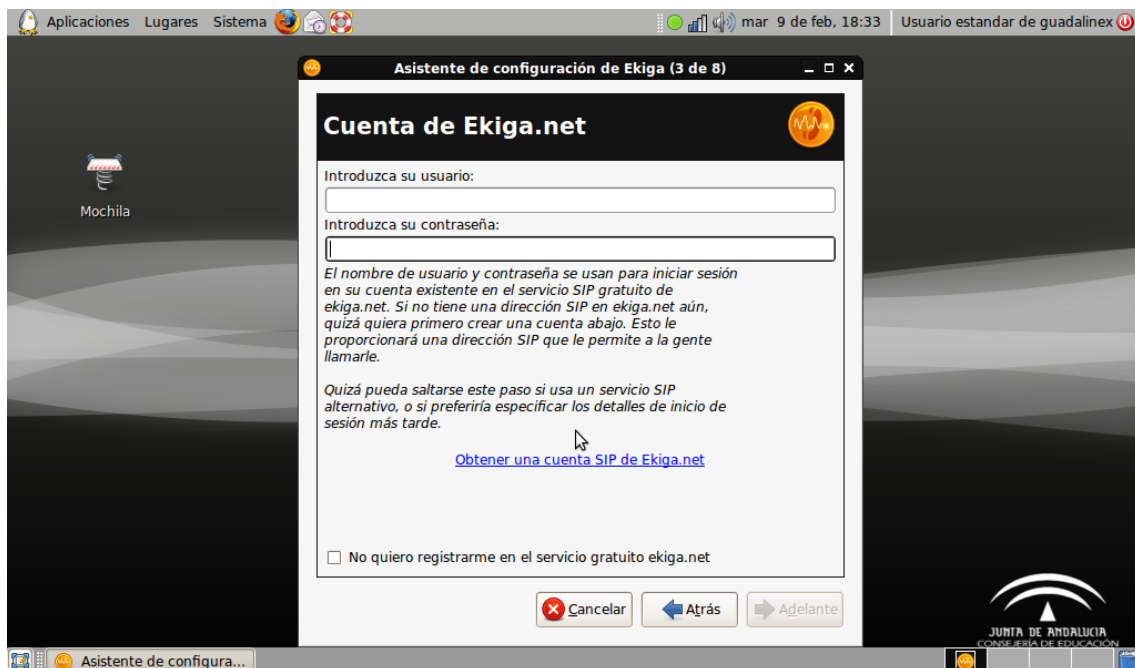 Aplicaciones Lugares Sistema
mar 9 de feb, 18:33
Usuario estandar de guadalinex
Mochila
Asistente de configuración de Ekiga (3 de 8)
Cuenta de Ekiga.net
Introduzca su usuario:
Introduzca su contraseña:
El nombre de usuario y contraseña se usan para iniciar sesión
en su cuenta existente en el servicio SIP gratuito de
ekiga.net. Si no tiene una dirección SIP en ekiga.net aún,
quizá quiera primero crear una cuenta abajo. Esto le
proporcionará una dirección SIP que le permite a la gente
llamarle.
Quizá pueda saltarse este paso si usa un servicio SIP
alternativo, o si preferiría especificar los detalles de inicio de
sesión más tarde.
Obtener una cuenta SIP de Ekiga.net
No quiero registrarme en el servicio gratuito ekiga.net
Cancelar
Atrás
Adelante
JUNTA DE ANDALUCIA
CONSEJERÍA DE EDUCACIÓN
Asistente de configura...